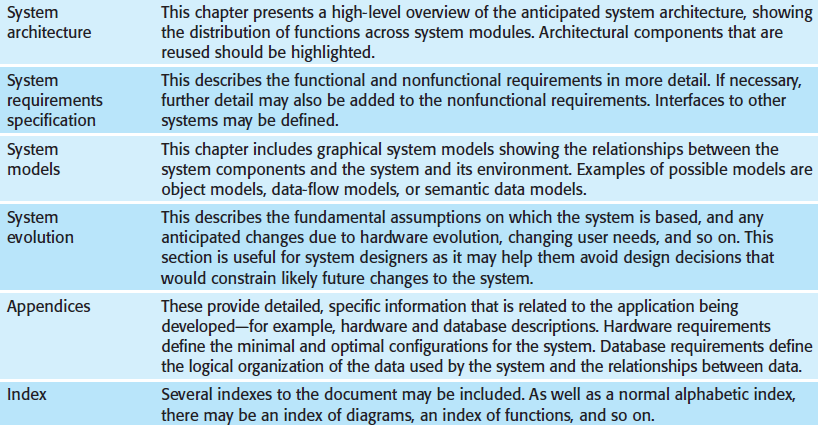 System This chapter presents a high-level overview of the anticipated system architecture, showing
architecture the distribution of functions across system modules. Architectural components that are
reused should be highlighted.
System This describes the functional and nonfunctional requirements in more detail. If necessary,
requirements further detail may also be added to the nonfunctional requirements. Interfaces to other
specification systems may be defined.
System This chapter includes graphical system models showing the relationships between the
models system components and the system and its environment. Examples of possible models are
object models, data-flow models, or semantic data models.
System This describes the fundamental assumptions on which the system is based, and any
evolution anticipated changes due to hardware evolution, changing user needs, and so on. This
section is useful for system designers as it may help them avoid design decisions that
would constrain likely future changes to the system.
Appendices These provide detailed, specific information that is related to the application being
developed—for example, hardware and database descriptions. Hardware requirements
define the minimal and optimal configurations for the system. Database requirements define
the logical organization of the data used by the system and the relationships between data.
Index Several indexes to the document may be included. As well as a normal alphabetic index,
there may be an index of diagrams, an index of functions, and so on.